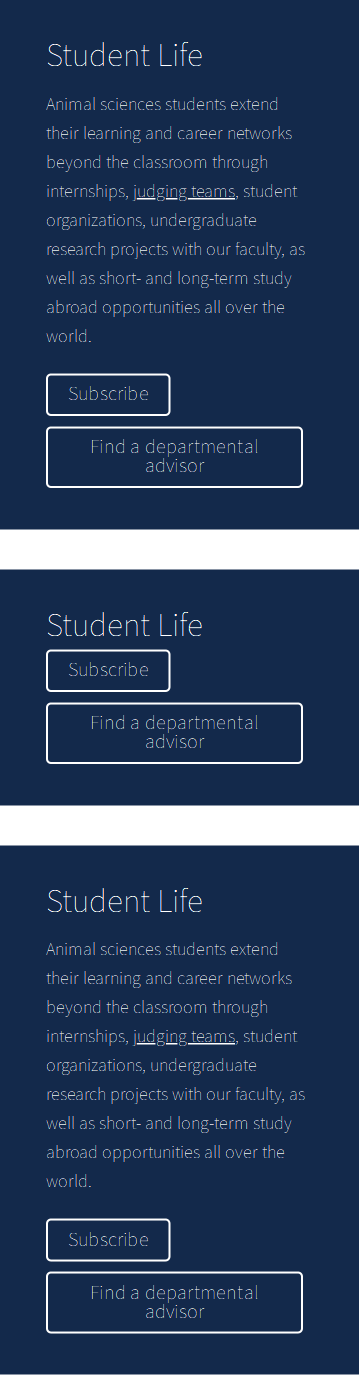 Student Life
Animal sciences students extend
their learning and career networks
beyond the classroom through
internships, judging teams, student
organizations, undergraduate
research projects with our faculty, as
well as short- and long-term study
abroad opportunities all over the
world.
Subscribe
Find a departmental
advisor
Student Life
Subscribe
Find a departmental
advisor
Student Life
Animal sciences students extend
their learning and career networks
beyond the classroom through
internships, judging teams, student
organizations, undergraduate
research projects with our faculty, as
well as short- and long-term study
abroad opportunities all over the
world.
Subscribe
Find a departmental
advisor